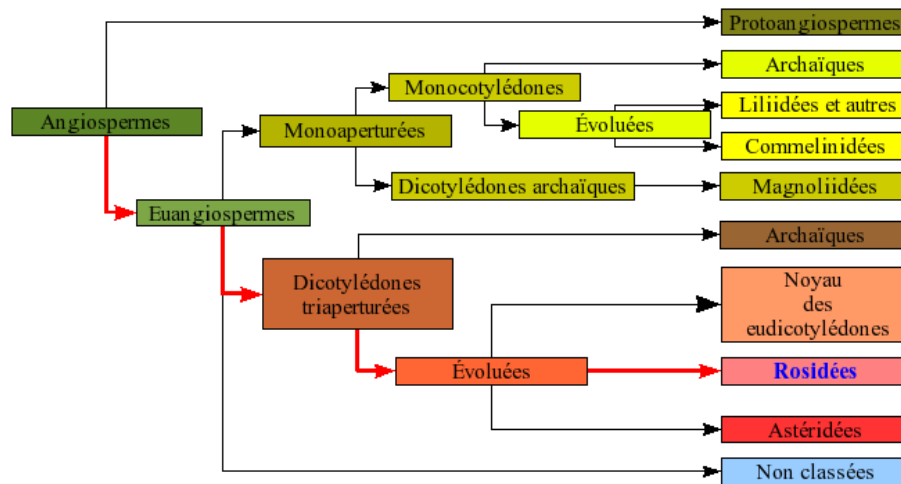 Protoangiospermes
Archaïques
Monocotylédones
Liliidées et autres
Angiospermes
Monoaperturées
Évoluées
Commelinidées
Dicotylédones archaïques
Magnoliidées
Euangiospermes
Archaïques
Dicotylédones
triaperturées
Noyau
des
eudicotylédones
Évoluées
Rosidées
Astéridées
Non classées